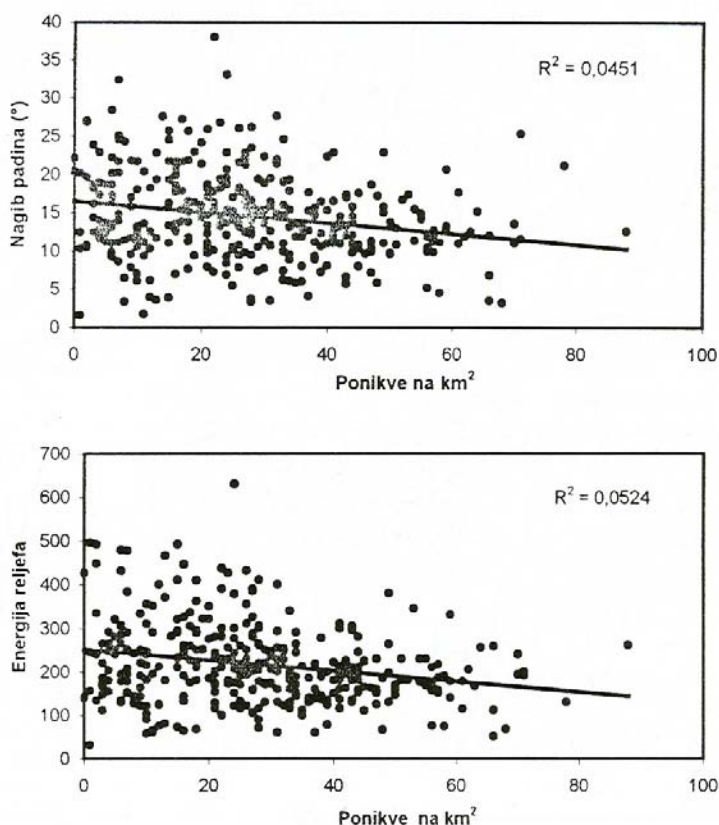 40
35
30
25
20
15
10
5
0
Nagib padina (°)
R² = 0,0451
0 20 40 60 80 100
Ponikve na km²
700
600
500
400
300
200
100
0
Energija reljefa
R² = 0,0524
0 20 40 60 80 100
Ponikve na km²